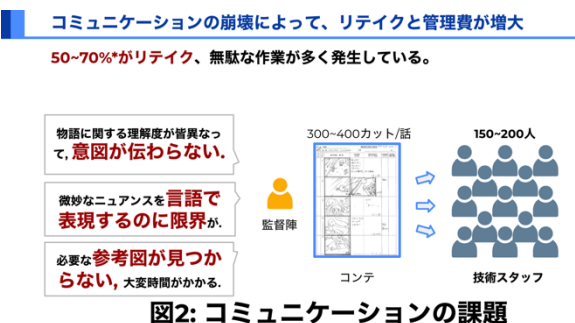 コミュニケーションの崩壊によって、リテイクと管理費が増大
50~70%*がリテイク、無駄な作業が多く発生している。
物語に関する理解度が皆異なっ
て, 意図が伝わらない.
微妙なニュアンスを言語で
表現するのに限界が.
必要な参考図が見つか
らない, 大変時間がかかる.
監督陣
300~400カット/話
コンテ
150~200人
技術スタッフ
図2: コミュニケーションの課題